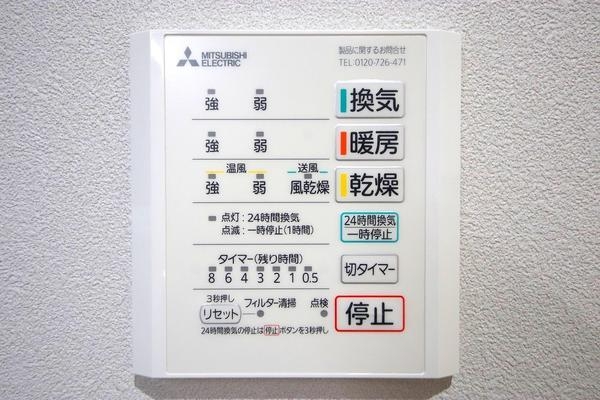 MITSUBISHI
ELECTRIC
製品に関するお問合せ
TEL:0120-726-471
強 弱 換気
強 弱 暖房
温風 送風
強 弱 風乾燥 乾燥
点灯:24時間換気
点滅:一時停止(1時間)
24時間換気
一時停止
タイマー(残り時間)
8 6 4 3 2 1 0.5
切タイマー
3秒押し
リセット フィルター清掃 点検
停止
24時間換気の停止は停止ボタンを3秒押し